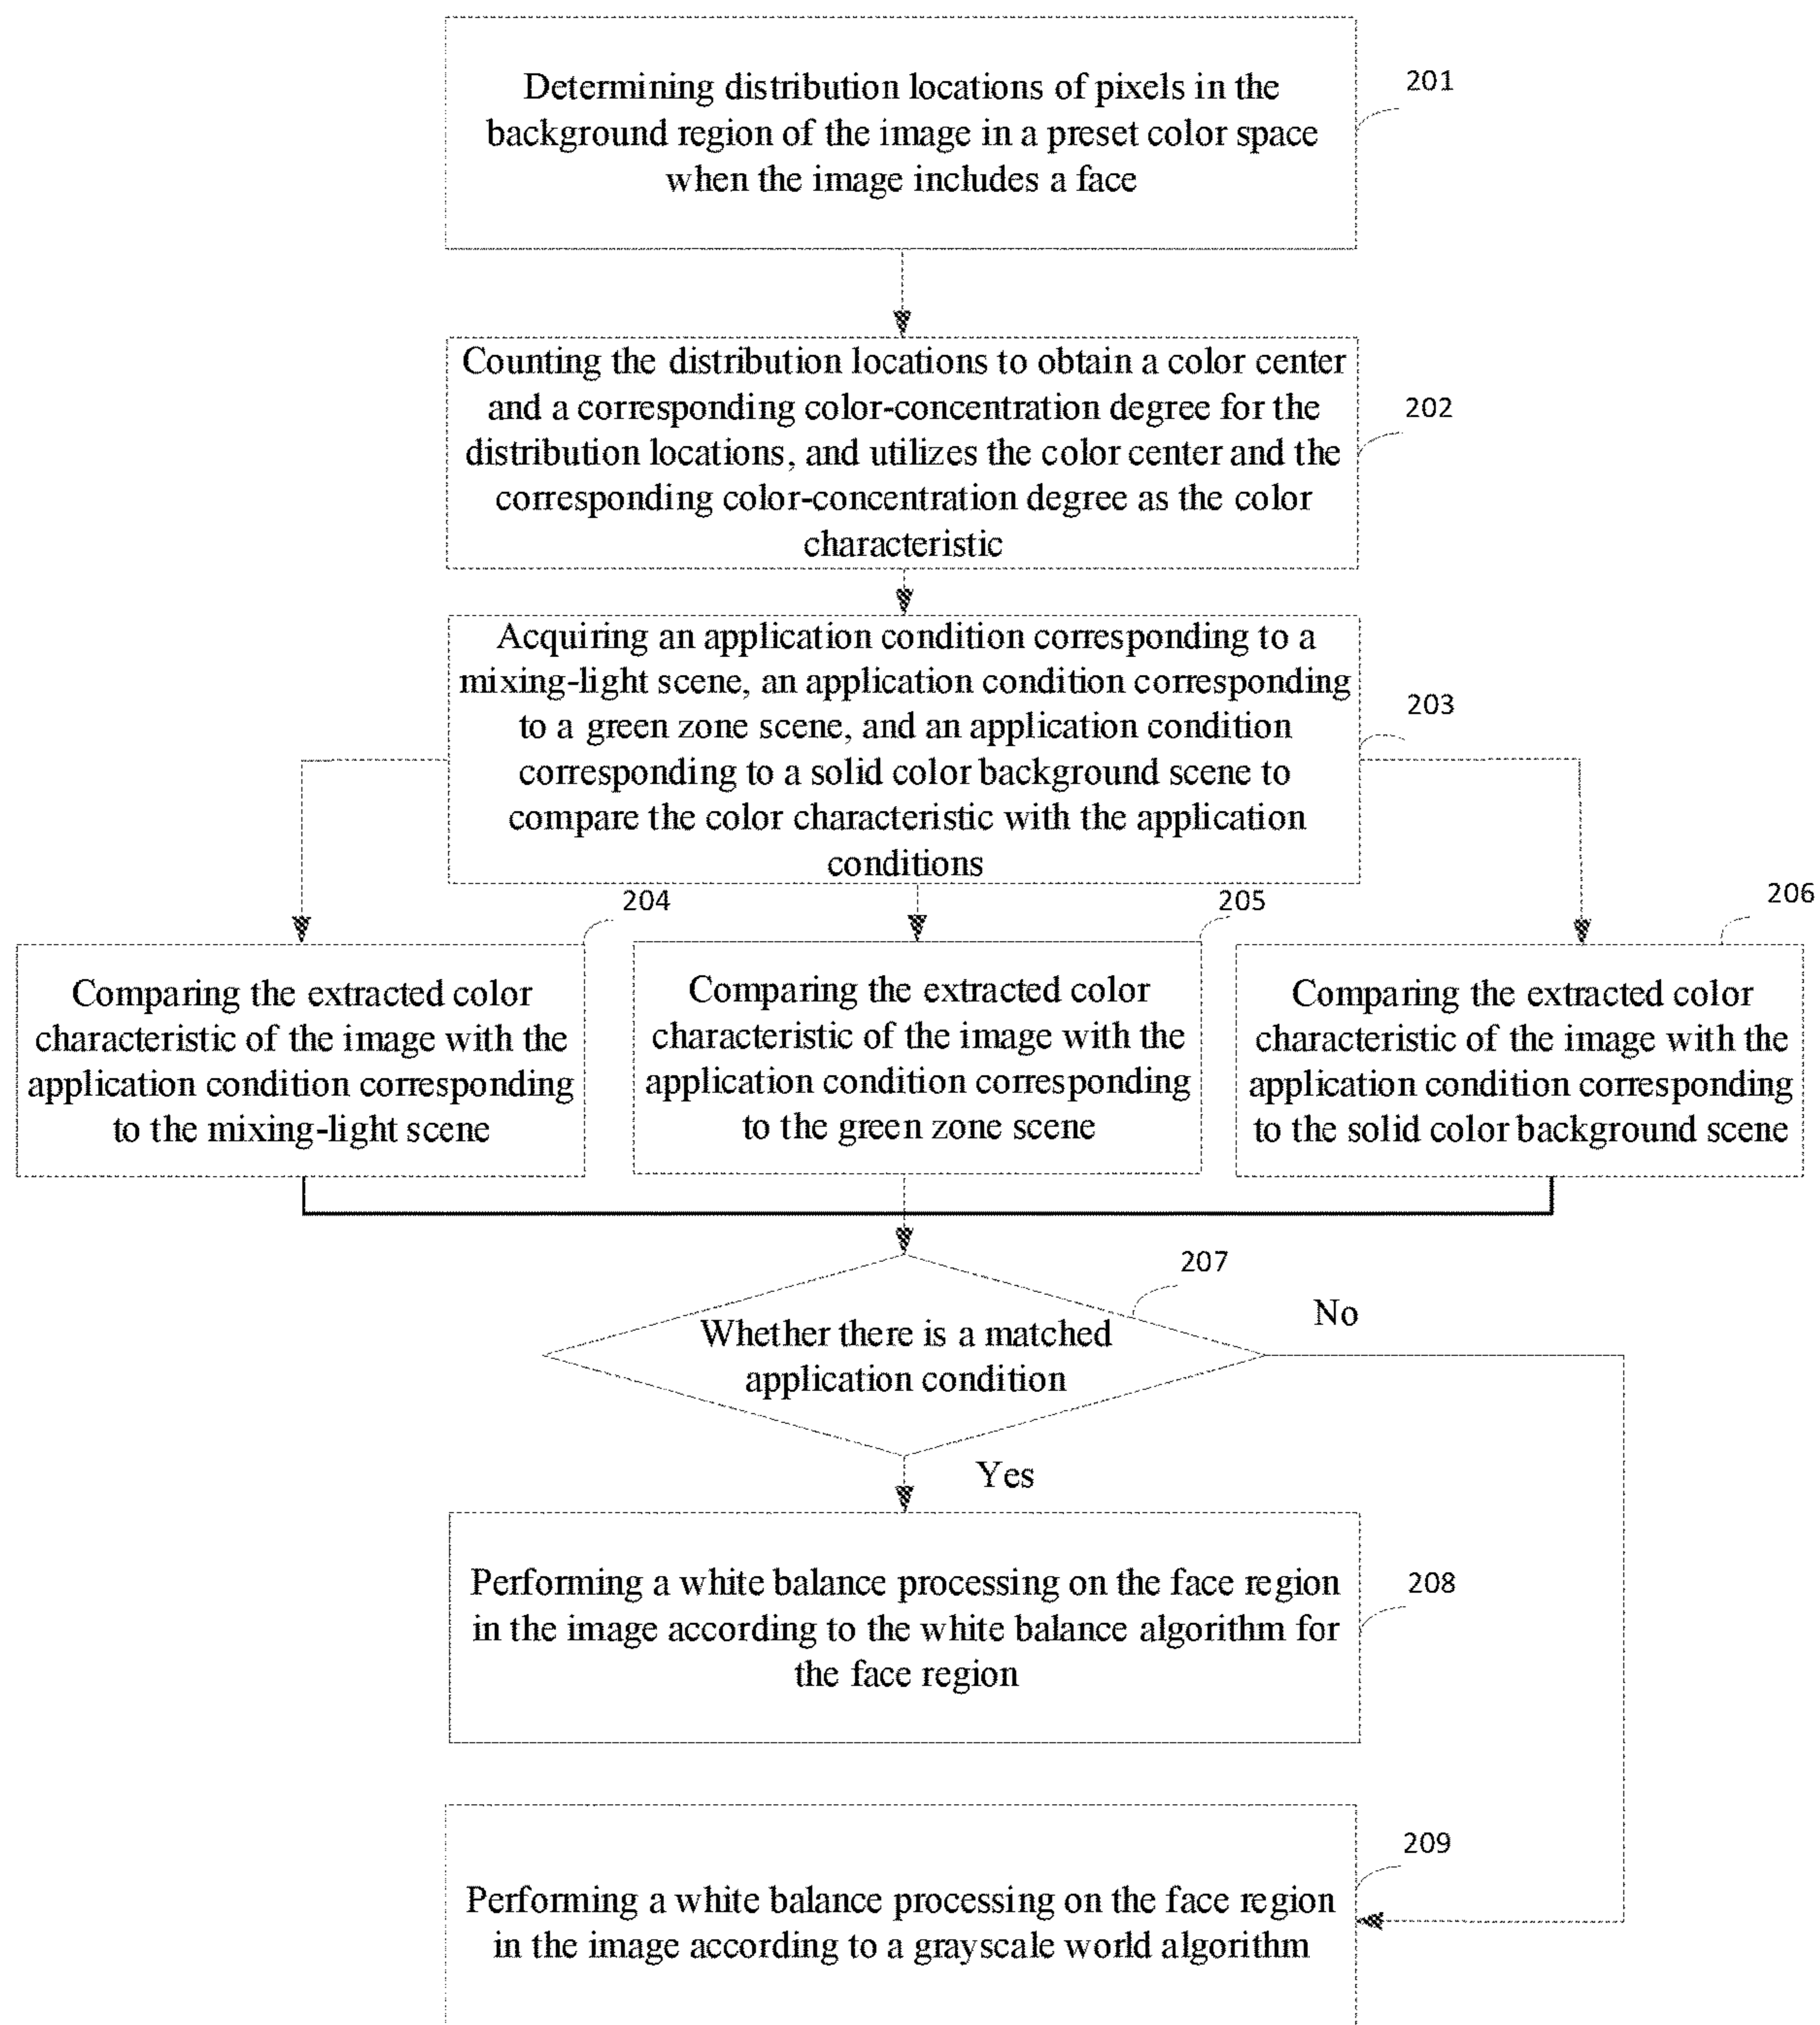 Determining distribution locations of pixels in the
background region of the image in a preset color space
when the image includes a face
201
Counting the distribution locations to obtain a color center
and a corresponding color-concentration degree for the
distribution locations, and utilizes the color center and the
corresponding color-concentration degree as the color
characteristic
202
Acquiring an application condition corresponding to a
mixing-light scene, an application condition corresponding
to a green zone scene, and an application condition
corresponding to a solid color background scene to
compare the color characteristic with the application
conditions
203
204
Comparing the extracted color
characteristic of the image with the
application condition corresponding
to the mixing-light scene
205
Comparing the extracted color
characteristic of the image with the
application condition corresponding
to the green zone scene
206
Comparing the extracted color
characteristic of the image with the
application condition corresponding
to the solid color background scene
207
Whether there is a matched
application condition
No
Yes
Performing a white balance processing on the face region
in the image according to the white balance algorithm for
the face region
208
Performing a white balance processing on the face region
in the image according to a grayscale world algorithm
209